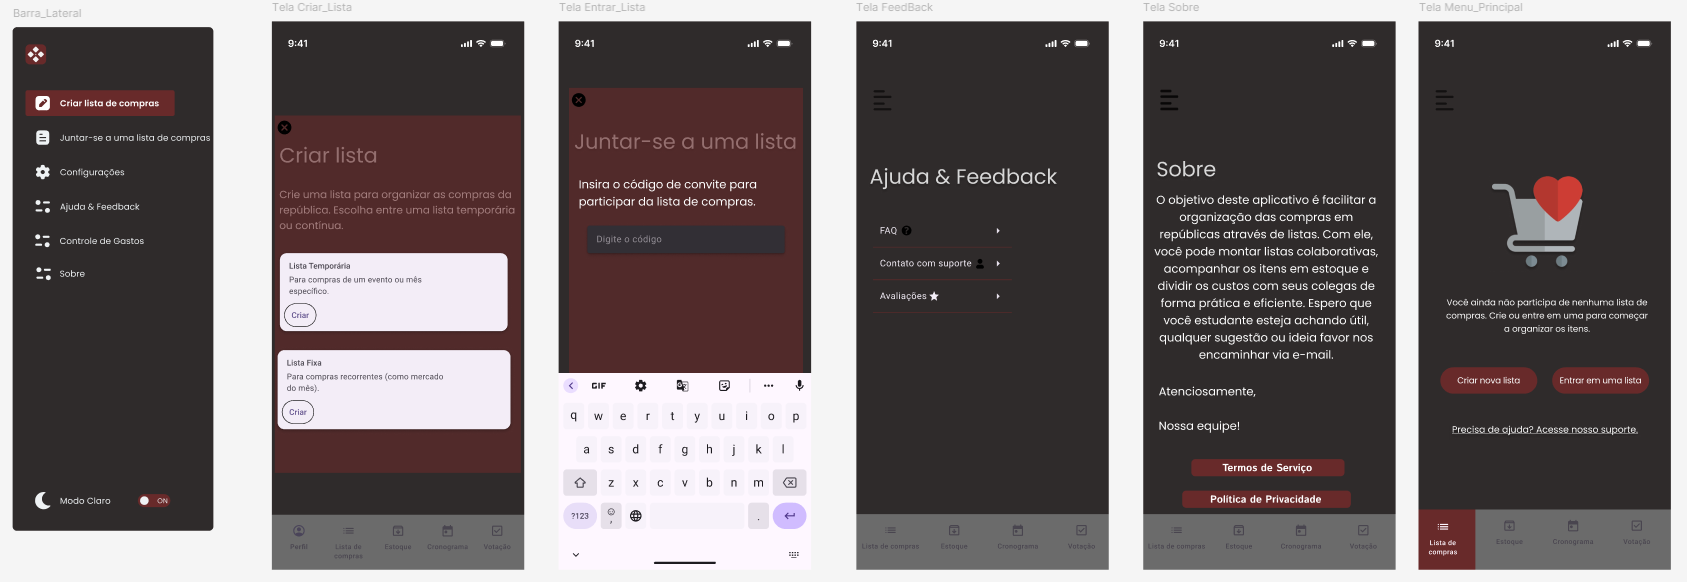 Barra_Lateral
Criar lista de compras
Juntar-se a uma lista de compras
Configurações
Ajuda & Feedback
Controle de Gastos
Sobre
Modo Claro
ON
Tela Criar_Lista
9:41
Criar lista
Crie uma lista para organizar as compras da
república. Escolha entre uma lista temporária
ou contínua.
Lista Temporária
Para compras de um evento ou mês
específico.
Criar
Lista Fixa
Para compras recorrentes (como mercado
do mês).
Criar
Perfil
Lista de
compras
Estoque
Cronograma
Votação
Tela Entrar_Lista
9:41
Juntar-se a uma lista
Insira o código de convite para
participar da lista de compras.
Digite o código
GIF
q w e r t y u i o p
a s d f g h j k l
z x c v b n m
?123 , .
Tela FeedBack
9:41
Ajuda & Feedback
FAQ ?
Contato com suporte
Avaliações
Lista de compras
Estoque
Cronograma
Votação
Tela Sobre
9:41
Sobre
O objetivo deste aplicativo é facilitar a
organização das compras em
repúblicas através de listas. Com ele,
você pode montar listas colaborativas,
acompanhar os itens em estoque e
dividir os custos com seus colegas de
forma prática e eficiente. Espero que
você estudante esteja achando útil,
qualquer sugestão ou ideia favor nos
encaminhar via e-mail.
Atenciosamente,
Nossa equipe!
Termos de Serviço
Política de Privacidade
Lista de compras
Estoque
Cronograma
Votação
Tela Menu_Principal
9:41
Você ainda não participa de nenhuma lista de
compras. Crie ou entre em uma para começar
a organizar os itens.
Criar nova lista
Entrar em uma lista
Precisa de ajuda? Acesse nosso suporte.
Lista de
compras
Estoque
Cronograma
Votação